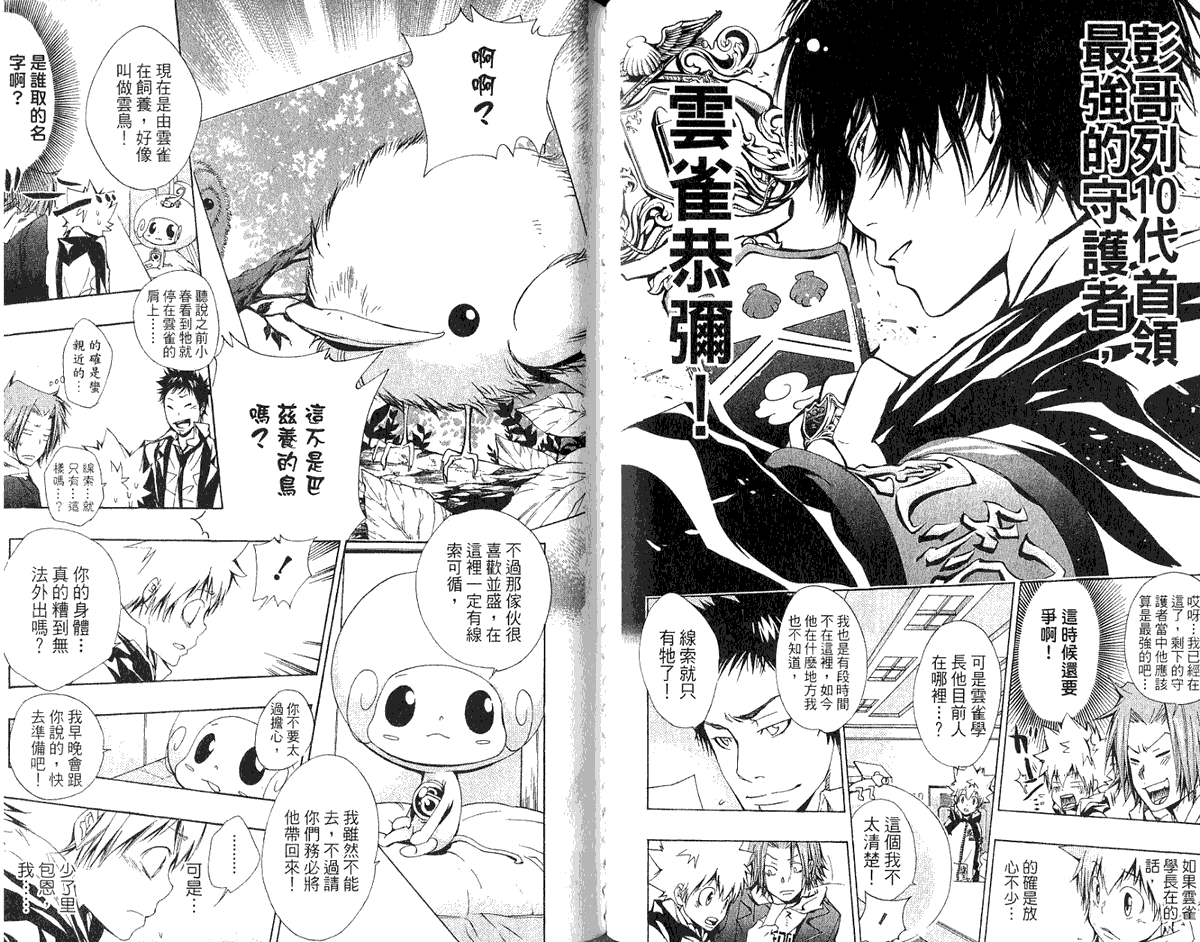 彭哥列10代首領
最強的守護者，
雲雀恭彌！
哎呀…我已經在
這了，剩下的守
護者當中他應該
算是最強的吧…
這時候還要
爭啊！
可是雲雀學
長他目前人
在哪裡…？
我也是有段時間
不在這裡，如今
他在什麼地方我
也不知道，
線索就只
有牠了！
如果雲雀
學長在的
話，
的確是放
心不少…
這個我不
太清楚！
啊啊？
這不是巴
茲養的鳥
嗎？
現在是由雲雀
在飼養，好像
叫做雲鳥！
是誰取的名
字啊？
聽說之前小
春看到牠就
停在雲雀的
肩上……
的確是蠻
親近的…
線索…就
只有…這
樣嗎…？
不過那傢伙很
喜歡並盛，在
這裡一定有線
索可循，
！
你的身體…
真的糟到無
法外出嗎？
你不要太
過擔心，
我早晚會跟
你說的，快
去準備吧！
我雖然不能
去，不過請
你們務必將
他帶回來！
……
可是…
少了里
包恩，
我……